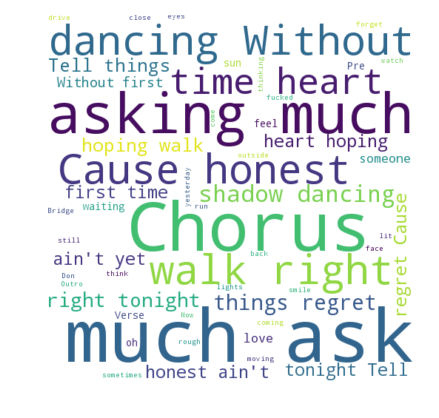 drive close eyes forget
dancing Without
Tell things sun Pre watch
Without first time heart
thinking
fucked
asking much
come feel heart hoping
hoping walk
outside someone
Cause honest
first time yesterday shadow dancing
waiting run
Bridge
Chorus
regret Cause
still lit
back face
ain't yet think
walk right
Don
Outro lights smile
right tonight things regret
Verse Now coming
oh rough love
moving
much ask
tonight Tell
sometimes honest ain't